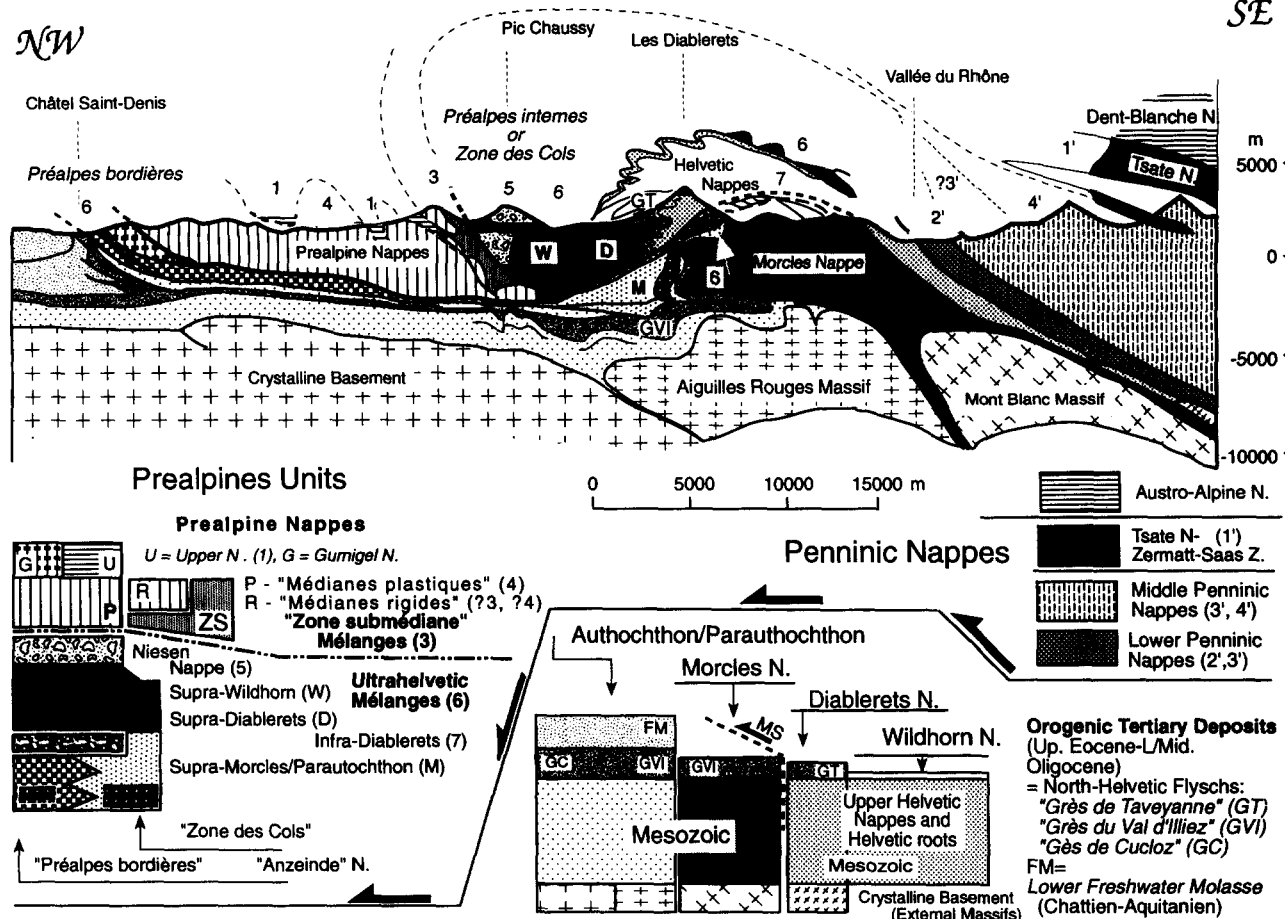 NW
SE
Pic Chaussy
Les Diablerets
Vallée du Rhône
Châtel Saint-Denis
Préalpes internes
or
Zone des Cols
Dent-Blanche N.
m
5000
Préalpes bordières
1'
Tsate N.
6
Helvetic
Nappes
7
?3'
1
4
1
3
5
6
6
GT
2'
4'
Prealpine Nappes
W
D
6
Morcles Nappe
0
M
GVI
-5000
Crystalline Basement
Aiguilles Rouges Massif
Mont Blanc Massif
-10000
Prealpines Units
0 5000 10000 15000 m
Austro-Alpine N.
Prealpine Nappes
U = Upper N . (1), G = Gurnigel N.
Penninic Nappes
Tsate N- (1')
Zermatt-Saas Z.
G U
P
R
ZS
P - "Médianes plastiques" (4)
R - "Médianes rigides" (?3, ?4)
"Zone submédiane"
Mélanges (3)
Middle Penninic
Nappes (3', 4')
Lower Penninic
Nappes (2',3')
Niesen
Nappe (5)
Supra-Wildhorn (W)
Ultrahelvetic
Mélanges (6)
Supra-Diablerets (D)
Infra-Diablerets (7)
Supra-Morcles/Parautochthon (M)
"Zone des Cols"
"Préalpes bordières" "Anzeinde" N.
Authochthon/Parauthochthon
Morcles N.
Diablerets N.
Wildhorn N.
MS
FM
GC GVI
GVI
GT
Mesozoic
Upper Helvetic
Nappes and
Helvetic roots
Mesozoic
Crystalline Basement
(External Massifs)
Orogenic Tertiary Deposits
(Up. Eocene-L/Mid.
Oligocene)
= North-Helvetic Flyschs:
"Grès de Taveyanne" (GT)
"Grès du Val d'Illiez" (GVI)
"Gès de Cucloz" (GC)
FM=
Lower Freshwater Molasse
(Chattien-Aquitanien)